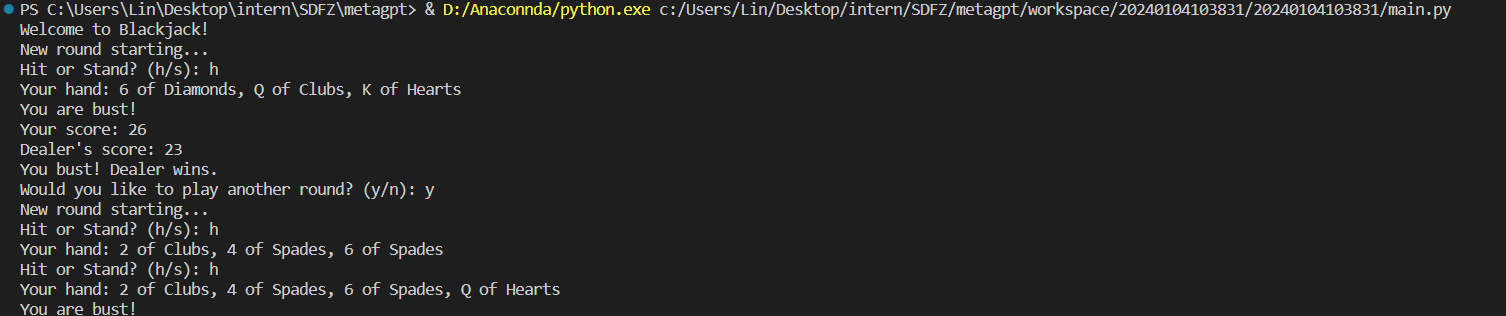 PS C:\Users\Lin\Desktop\intern\SDFZ\metagpt> & D:/Anaconnda/python.exe c:/Users/Lin/Desktop/intern/SDFZ/metagpt/workspace/20240104103831/20240104103831/main.py
Welcome to Blackjack!
New round starting...
Hit or Stand? (h/s): h
Your hand: 6 of Diamonds, Q of Clubs, K of Hearts
You are bust!
Your score: 26
Dealer's score: 23
You bust! Dealer wins.
Would you like to play another round? (y/n): y
New round starting...
Hit or Stand? (h/s): h
Your hand: 2 of Clubs, 4 of Spades, 6 of Spades
Hit or Stand? (h/s): h
Your hand: 2 of Clubs, 4 of Spades, 6 of Spades, Q of Hearts
You are bust!